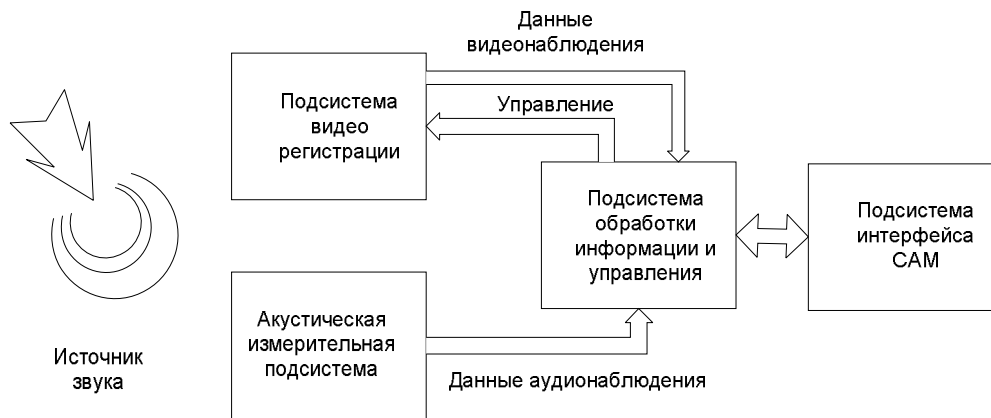 Данные
видеонаблюдения
Подсистема
видео
регистрации
Управление
Подсистема
обработки
информации и
управления
Подсистема
интерфейса
САМ
Акустическая
измерительная
подсистема
Источник
звука
Данные аудионаблюдения